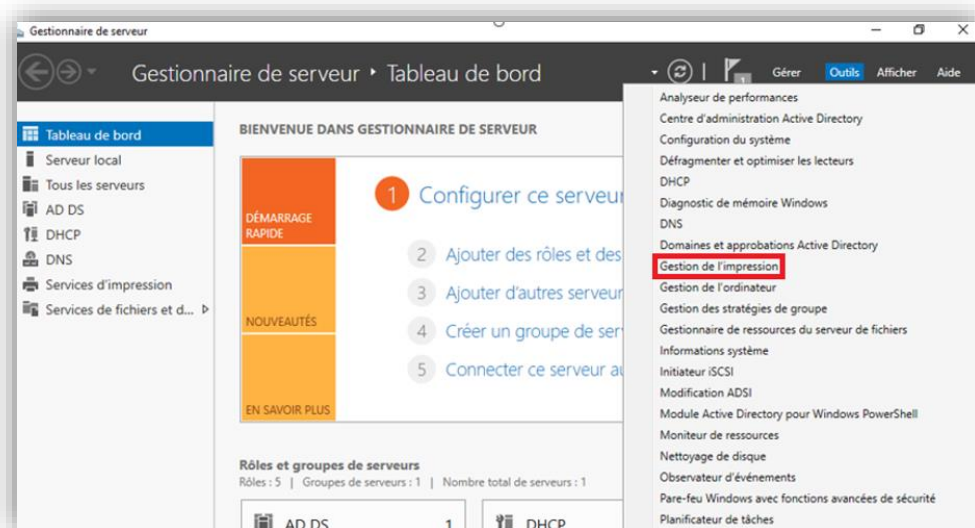 Gestionnaire de serveur
Gestionnaire de serveur ‣ Tableau de bord
1
Gérer
Outils
Afficher
Aide
Tableau de bord
Serveur local
Tous les serveurs
AD DS
DHCP
DNS
Services d'impression
Services de fichiers et d...
BIENVENUE DANS GESTIONNAIRE DE SERVEUR
DÉMARRAGE
RAPIDE
NOUVEAUTÉS
EN SAVOIR PLUS
1 Configurer ce serveur
2 Ajouter des rôles et des
3 Ajouter d'autres serveur
4 Créer un groupe de ser
5 Connecter ce serveur au
Rôles et groupes de serveurs
Rôles : 5 | Groupes de serveurs : 1 | Nombre total de serveurs : 1
AD DS 1
DHCP
Analyseur de performances
Centre d'administration Active Directory
Configuration du système
Défragmenter et optimiser les lecteurs
DHCP
Diagnostic de mémoire Windows
DNS
Domaines et approbations Active Directory
Gestion de l'impression
Gestion de l'ordinateur
Gestion des stratégies de groupe
Gestionnaire de ressources du serveur de fichiers
Informations système
Initiateur iSCSI
Modification ADSI
Module Active Directory pour Windows PowerShell
Moniteur de ressources
Nettoyage de disque
Observateur d'événements
Pare-feu Windows avec fonctions avancées de sécurité
Planificateur de tâches